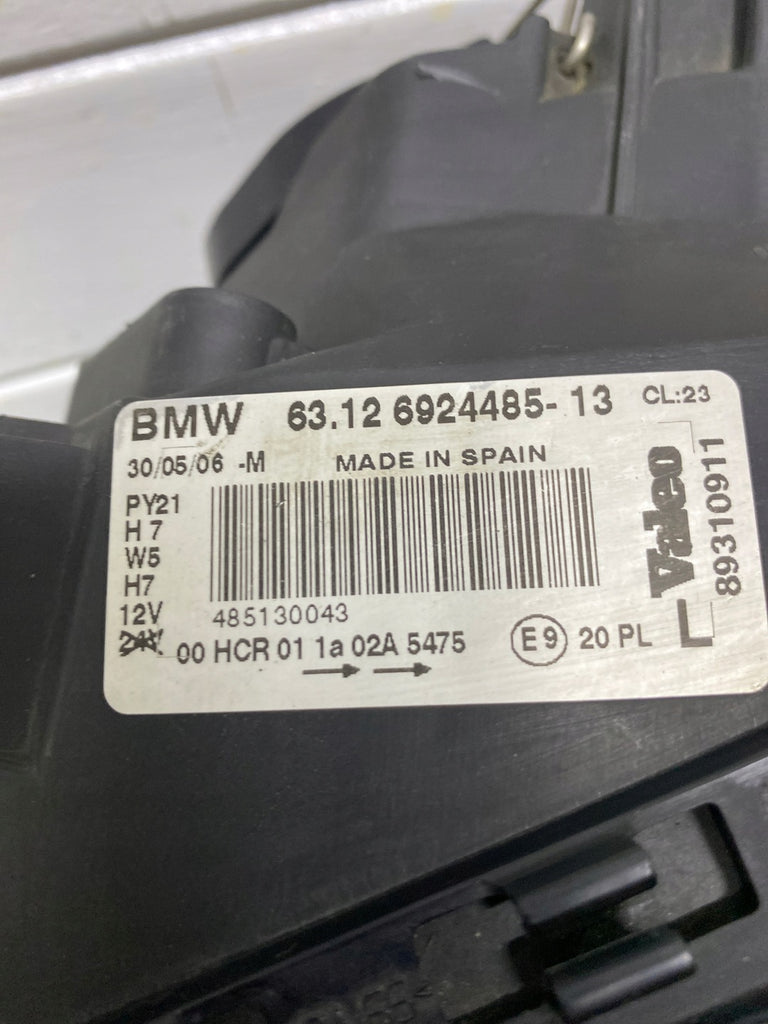 BMW 63.12 6924485-13 CL:23
30/05/06 -M MADE IN SPAIN
PY21
H7
W5
H7
12V
24V
485130043
00 HCR 01 1a 02A 5475
E9 20 PL L
Valeo
89310911